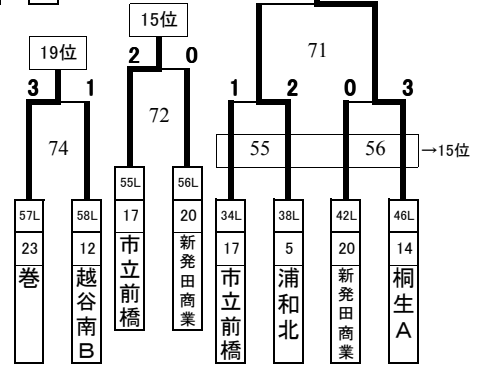 15位
19位
71
2 0
3 1
1 2 0 3
72
74
55 56 →15位
55L 56L
17 20
市立前橋
新発田商業
57L 58L
34L 38L 42L 46L
23 12
17 5 20 14
巻
越谷南B
市立前橋
浦和北
新発田商業
桐生A